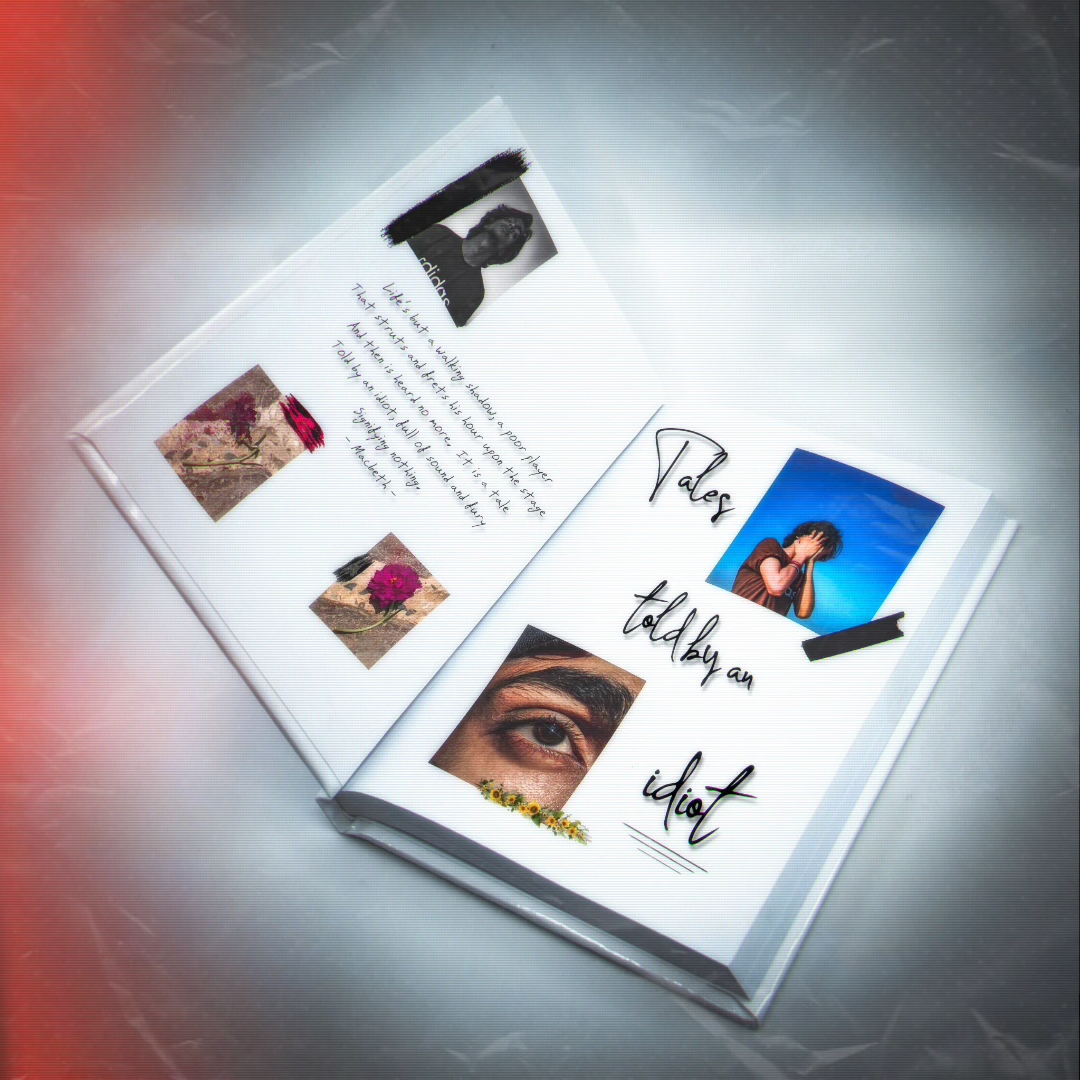 adidas
Life's but a walking shadow, a poor player
That struts and frets his hour upon the stage
And then is heard no more. It is a tale
Told by an idiot, full of sound and fury
Signifying nothing.
- Macbeth -
Tales
told by an
idiot